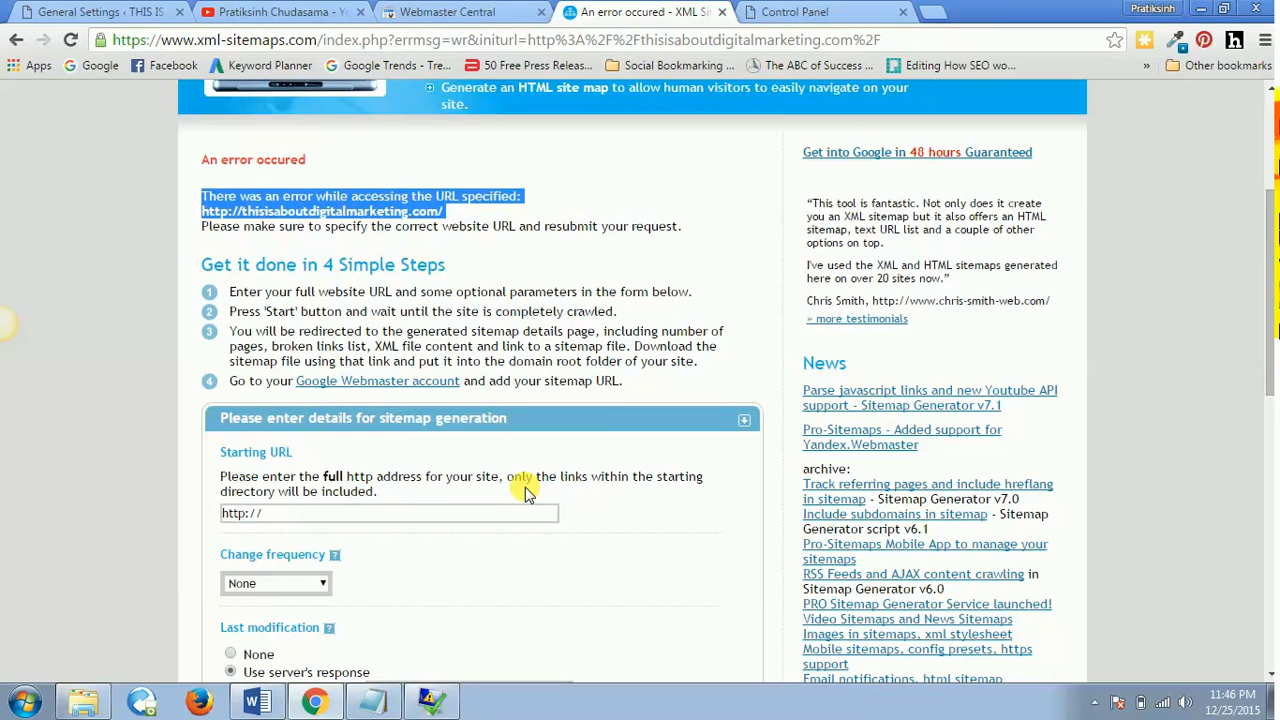 General Settings ‹ THIS IS
Pratiksinh Chudasama - Yo
Webmaster Central
An error occured - XML Sit
Control Panel
Pratiksinh
https://www.xml-sitemaps.com/index.php?errmsg=wr&initurl=http%3A%2F%2Fthisisaboutdigitalmarketing.com%2F
Apps
Google
Facebook
Keyword Planner
Google Trends - Tre...
50 Free Press Relea...
Social Bookmarking ...
The ABC of Success ...
Editing How SEO wo...
»
Other bookmarks
Generate an HTML site map to allow human visitors to easily navigate on your
site.
An error occured
There was an error while accessing the URL specified:
http://thisisaboutdigitalmarketing.com/
Please make sure to specify the correct website URL and resubmit your request.
Get it done in 4 Simple Steps
1 Enter your full website URL and some optional parameters in the form below.
2 Press 'Start' button and wait until the site is completely crawled.
3 You will be redirected to the generated sitemap details page, including number of
pages, broken links list, XML file content and link to a sitemap file. Download the
sitemap file using that link and put it into the domain root folder of your site.
4 Go to your Google Webmaster account and add your sitemap URL.
Please enter details for sitemap generation
Starting URL
Please enter the full http address for your site, only the links within the starting
directory will be included.
http://
Change frequency ?
None
Last modification ?
None
Use server's response
Get into Google in 48 hours Guaranteed
“This tool is fantastic. Not only does it create
you an XML sitemap but it also offers an HTML
sitemap, text URL list and a couple of other
options on top.
I've used the XML and HTML sitemaps generated
here on over 20 sites now.”
Chris Smith, http://www.chris-smith-web.com/
» more testimonials
News
Parse javascript links and new Youtube API
support - Sitemap Generator v7.1
Pro-Sitemaps - Added support for
Yandex.Webmaster
archive:
Track referring pages and include hreflang
in sitemap - Sitemap Generator v7.0
Include subdomains in sitemap - Sitemap
Generator script v6.1
Pro-Sitemaps Mobile App to manage your
sitemaps
RSS Feeds and AJAX content crawling in
Sitemap Generator v6.0
PRO Sitemap Generator Service launched!
Video Sitemaps and News Sitemaps
Images in sitemaps, xml stylesheet
Mobile sitemaps, config presets, https
support
Email notifications, html sitemap
11:46 PM
12/25/2015